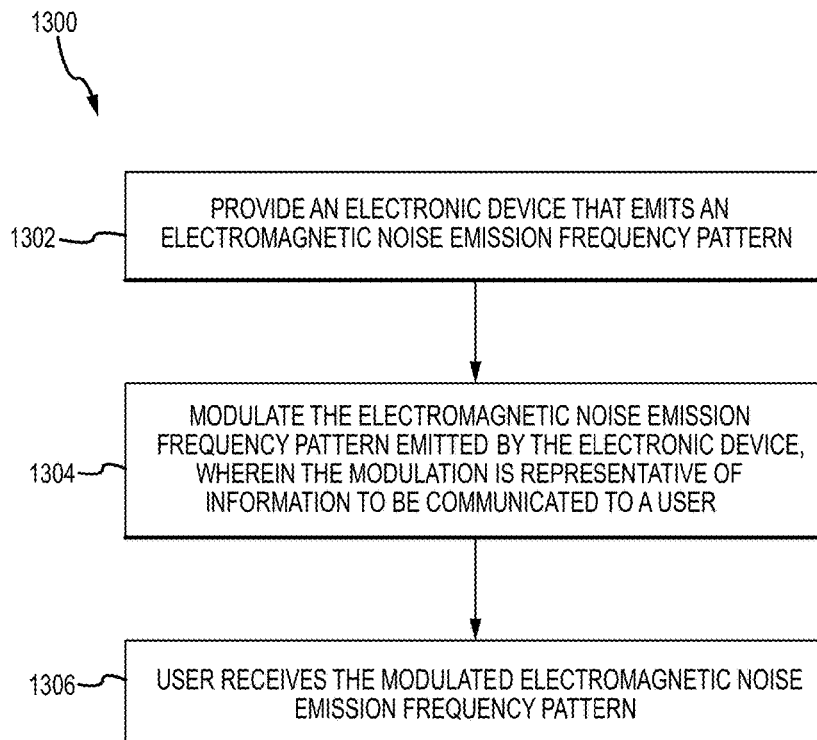 1300
1302
PROVIDE AN ELECTRONIC DEVICE THAT EMITS AN
ELECTROMAGNETIC NOISE EMISSION FREQUENCY PATTERN
1304
MODULATE THE ELECTROMAGNETIC NOISE EMISSION
FREQUENCY PATTERN EMITTED BY THE ELECTRONIC DEVICE,
WHEREIN THE MODULATION IS REPRESENTATIVE OF
INFORMATION TO BE COMMUNICATED TO A USER
1306
USER RECEIVES THE MODULATED ELECTROMAGNETIC NOISE
EMISSION FREQUENCY PATTERN